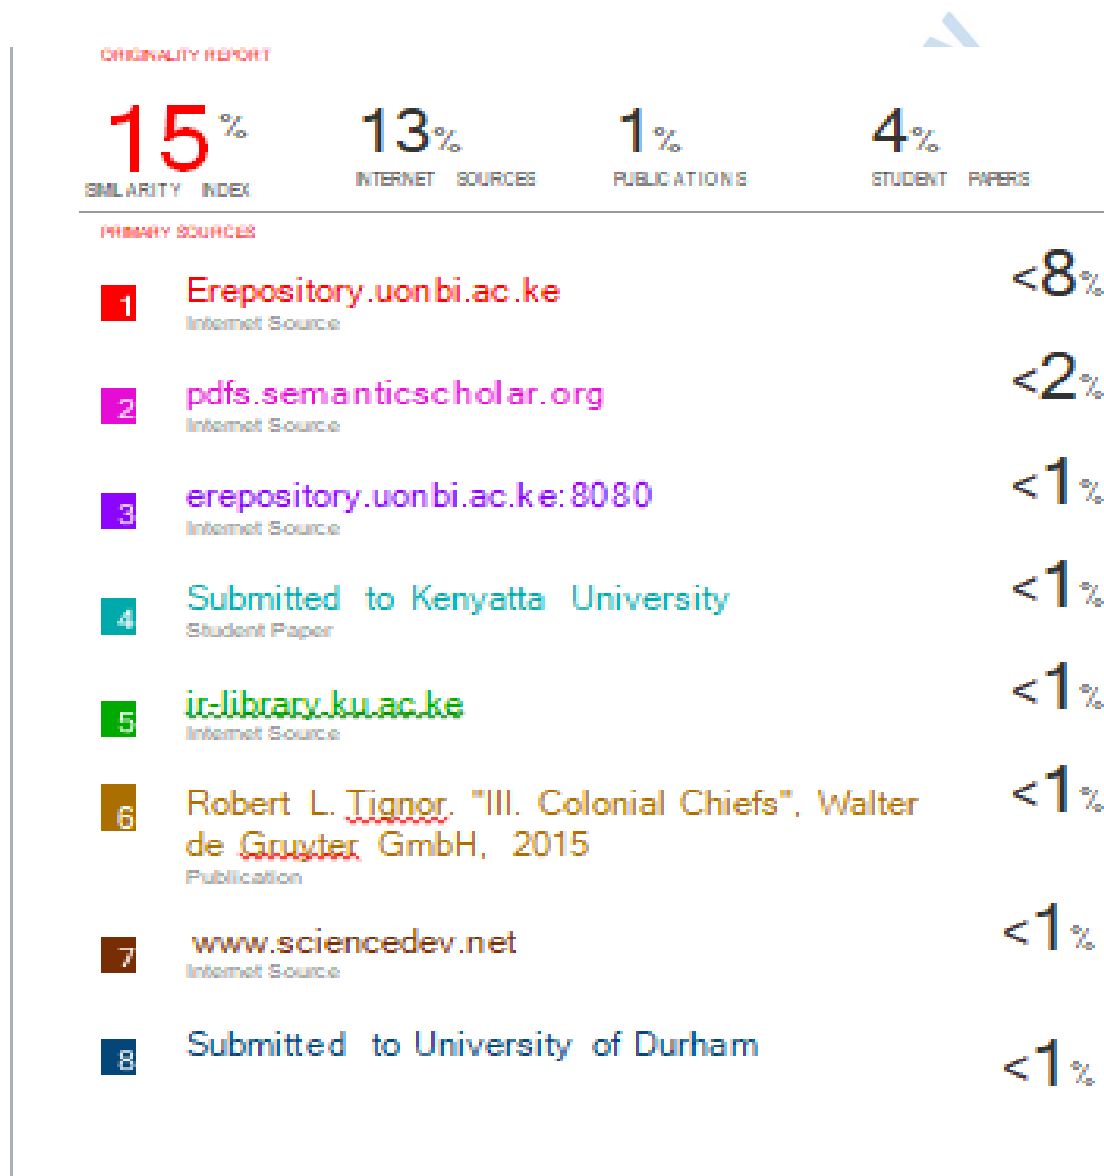 ORIGINALITY REPORT
15% 13% 1% 4%
SIMILARITY INDEX INTERNET SOURCES PUBLICATIONS STUDENT PAPERS
PRIMARY SOURCES
1 Erepository.uonbi.ac.ke <8%
Internet Source
2 pdfs.semanticscholar.org <2%
Internet Source
3 erepository.uonbi.ac.ke:8080 <1%
Internet Source
4 Submitted to Kenyatta University <1%
Student Paper
5 ir-library.ku.ac.ke <1%
Internet Source
6 Robert L. Tignor. "III. Colonial Chiefs", Walter <1%
de Gruyter GmbH, 2015
Publication
7 www.sciencedev.net <1%
Internet Source
8 Submitted to University of Durham <1%